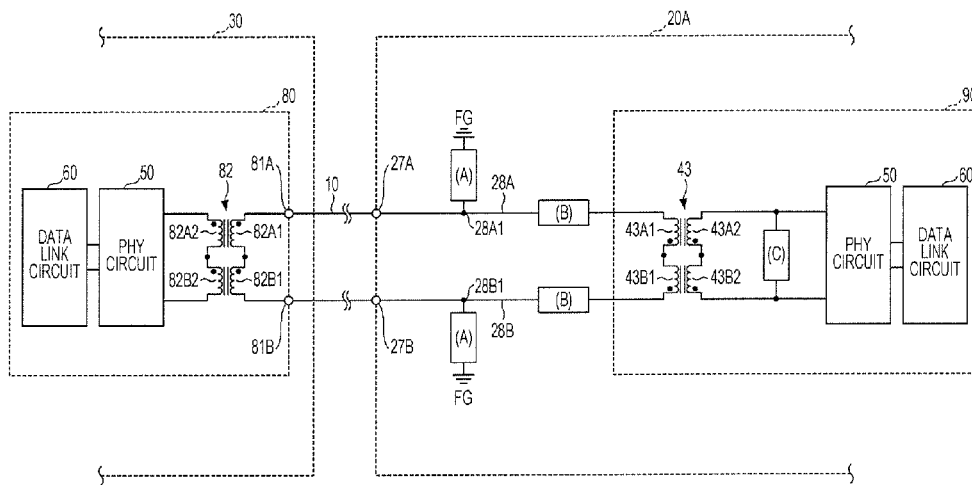 30
20A
80
90
FG
60
50
82
81A
10
27A
(A)
28A
(B)
43
50
60
28A1
82A2
82A1
43A1
43A2
DATA
LINK
CIRCUIT
PHY
CIRCUIT
(C)
PHY
CIRCUIT
DATA
LINK
CIRCUIT
82B2
82B1
28B1
(B)
43B1
43B2
28B
(A)
81B
27B
FG